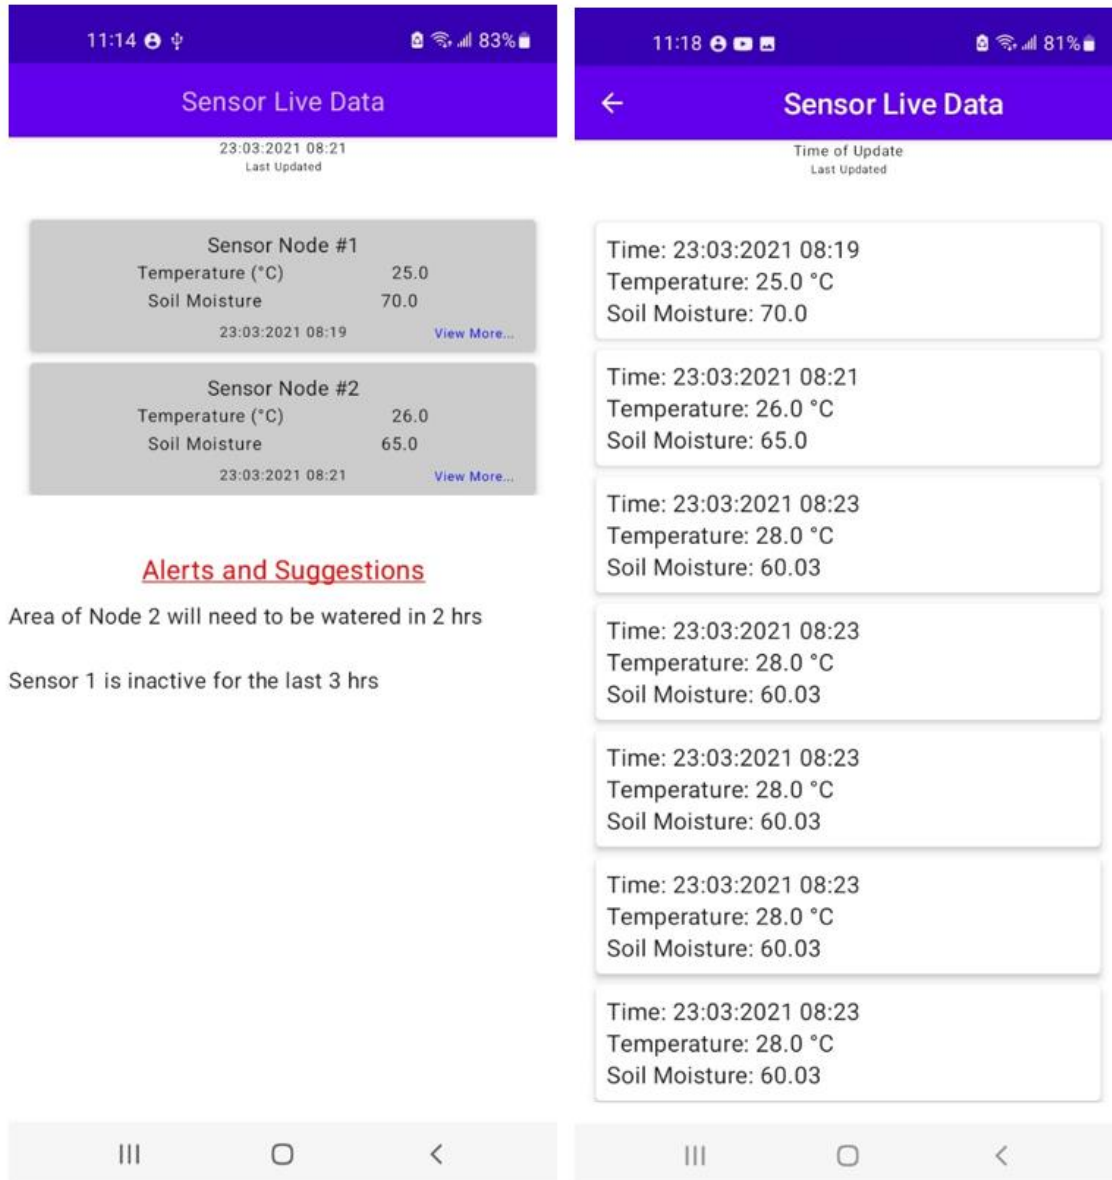 11:14
83%
Sensor Live Data
23:03:2021 08:21
Last Updated
Sensor Node #1
Temperature (°C) 25.0
Soil Moisture 70.0
23:03:2021 08:19 View More...
Sensor Node #2
Temperature (°C) 26.0
Soil Moisture 65.0
23:03:2021 08:21 View More...
Alerts and Suggestions
Area of Node 2 will need to be watered in 2 hrs
Sensor 1 is inactive for the last 3 hrs
11:18
81%
Sensor Live Data
Time of Update
Last Updated
Time: 23:03:2021 08:19
Temperature: 25.0 °C
Soil Moisture: 70.0
Time: 23:03:2021 08:21
Temperature: 26.0 °C
Soil Moisture: 65.0
Time: 23:03:2021 08:23
Temperature: 28.0 °C
Soil Moisture: 60.03
Time: 23:03:2021 08:23
Temperature: 28.0 °C
Soil Moisture: 60.03
Time: 23:03:2021 08:23
Temperature: 28.0 °C
Soil Moisture: 60.03
Time: 23:03:2021 08:23
Temperature: 28.0 °C
Soil Moisture: 60.03
Time: 23:03:2021 08:23
Temperature: 28.0 °C
Soil Moisture: 60.03